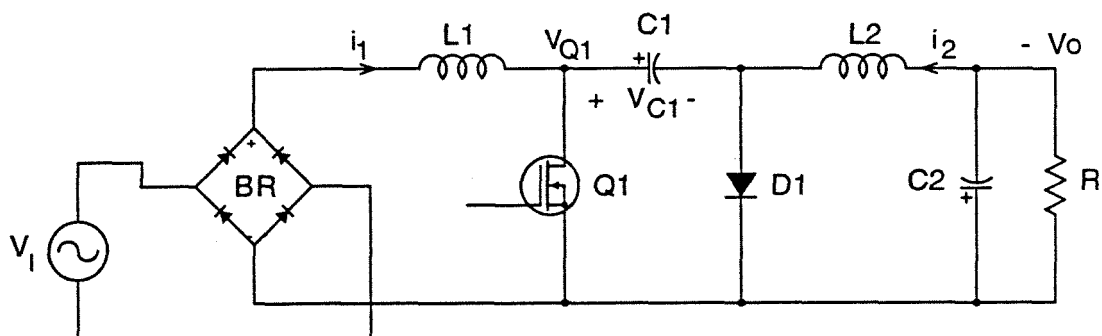 i1
L1
VQ1
C1
L2
i2
- Vo
+
+ VC1 -
+
BR
-
Q1
D1
C2
+
R
VI